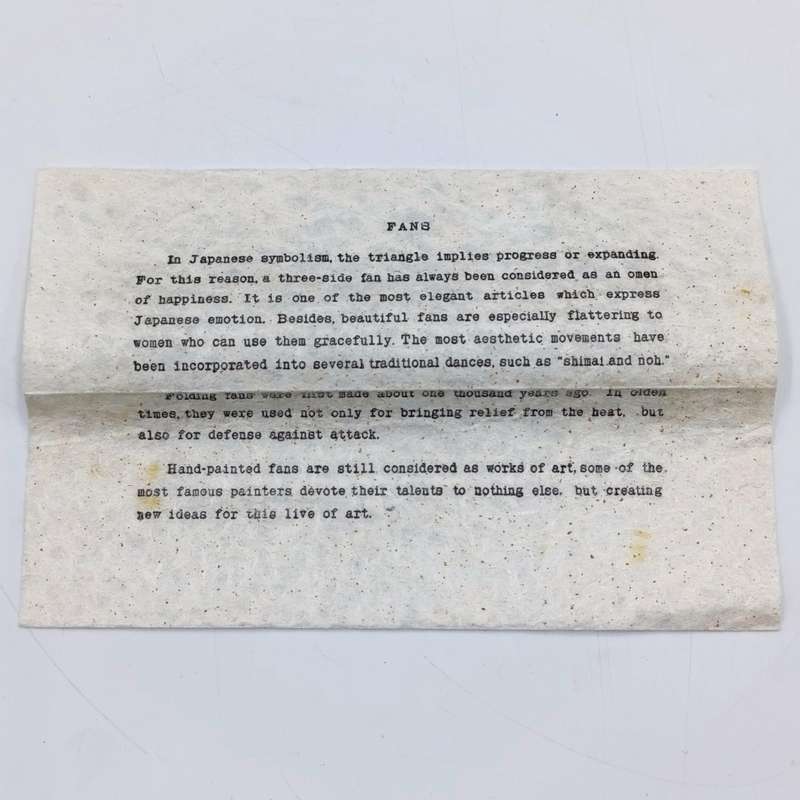 FANS
In Japanese symbolism, the triangle implies progress or expanding.
For this reason, a three-side fan has always been considered as an omen
of happiness. It is one of the most elegant articles which express
Japanese emotion. Besides, beautiful fans are especially flattering to
women who can use them gracefully. The most aesthetic movements have
been incorporated into several traditional dances, such as "shimai and noh."
Folding fans were first made about one thousand years ago. In olden
times, they were used not only for bringing relief from the heat, but
also for defense against attack.
Hand-painted fans are still considered as works of art, some of the
most famous painters devote their talents to nothing else, but creating
new ideas for this live of art.